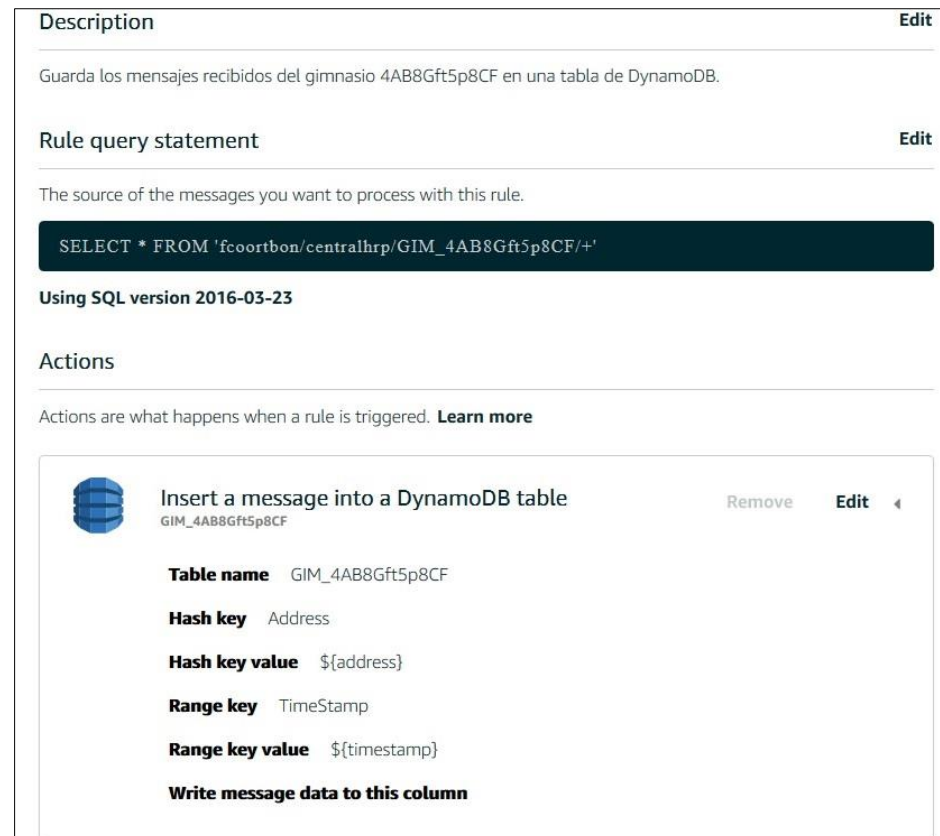 Description Edit
Guarda los mensajes recibidos del gimnasio 4AB8Gft5p8CF en una tabla de DynamoDB.
Rule query statement Edit
The source of the messages you want to process with this rule.
SELECT * FROM 'fcoortbon/centralhrp/GIM_4AB8Gft5p8CF/+'
Using SQL version 2016-03-23
Actions
Actions are what happens when a rule is triggered. Learn more
Insert a message into a DynamoDB table Remove Edit
GIM_4AB8Gft5p8CF
Table name GIM_4AB8Gft5p8CF
Hash key Address
Hash key value ${address}
Range key TimeStamp
Range key value ${timestamp}
Write message data to this column